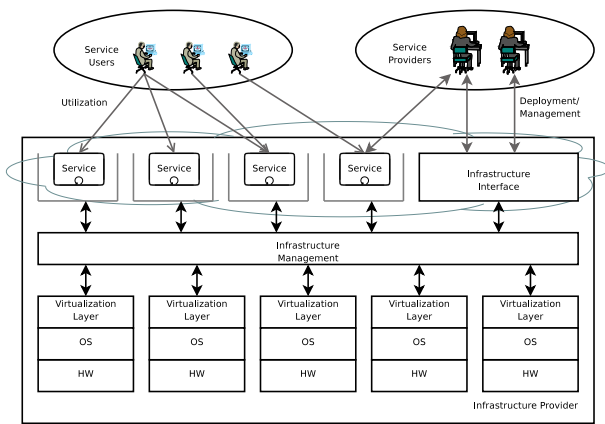 Service
Users
Service
Providers
Utilization
Deployment/
Management
Service
Service
Service
Service
Infrastructure
Interface
Infrastructure
Management
Virtualization
Layer
Virtualization
Layer
Virtualization
Layer
Virtualization
Layer
Virtualization
Layer
OS
OS
OS
OS
OS
HW
HW
HW
HW
HW
Infrastructure Provider